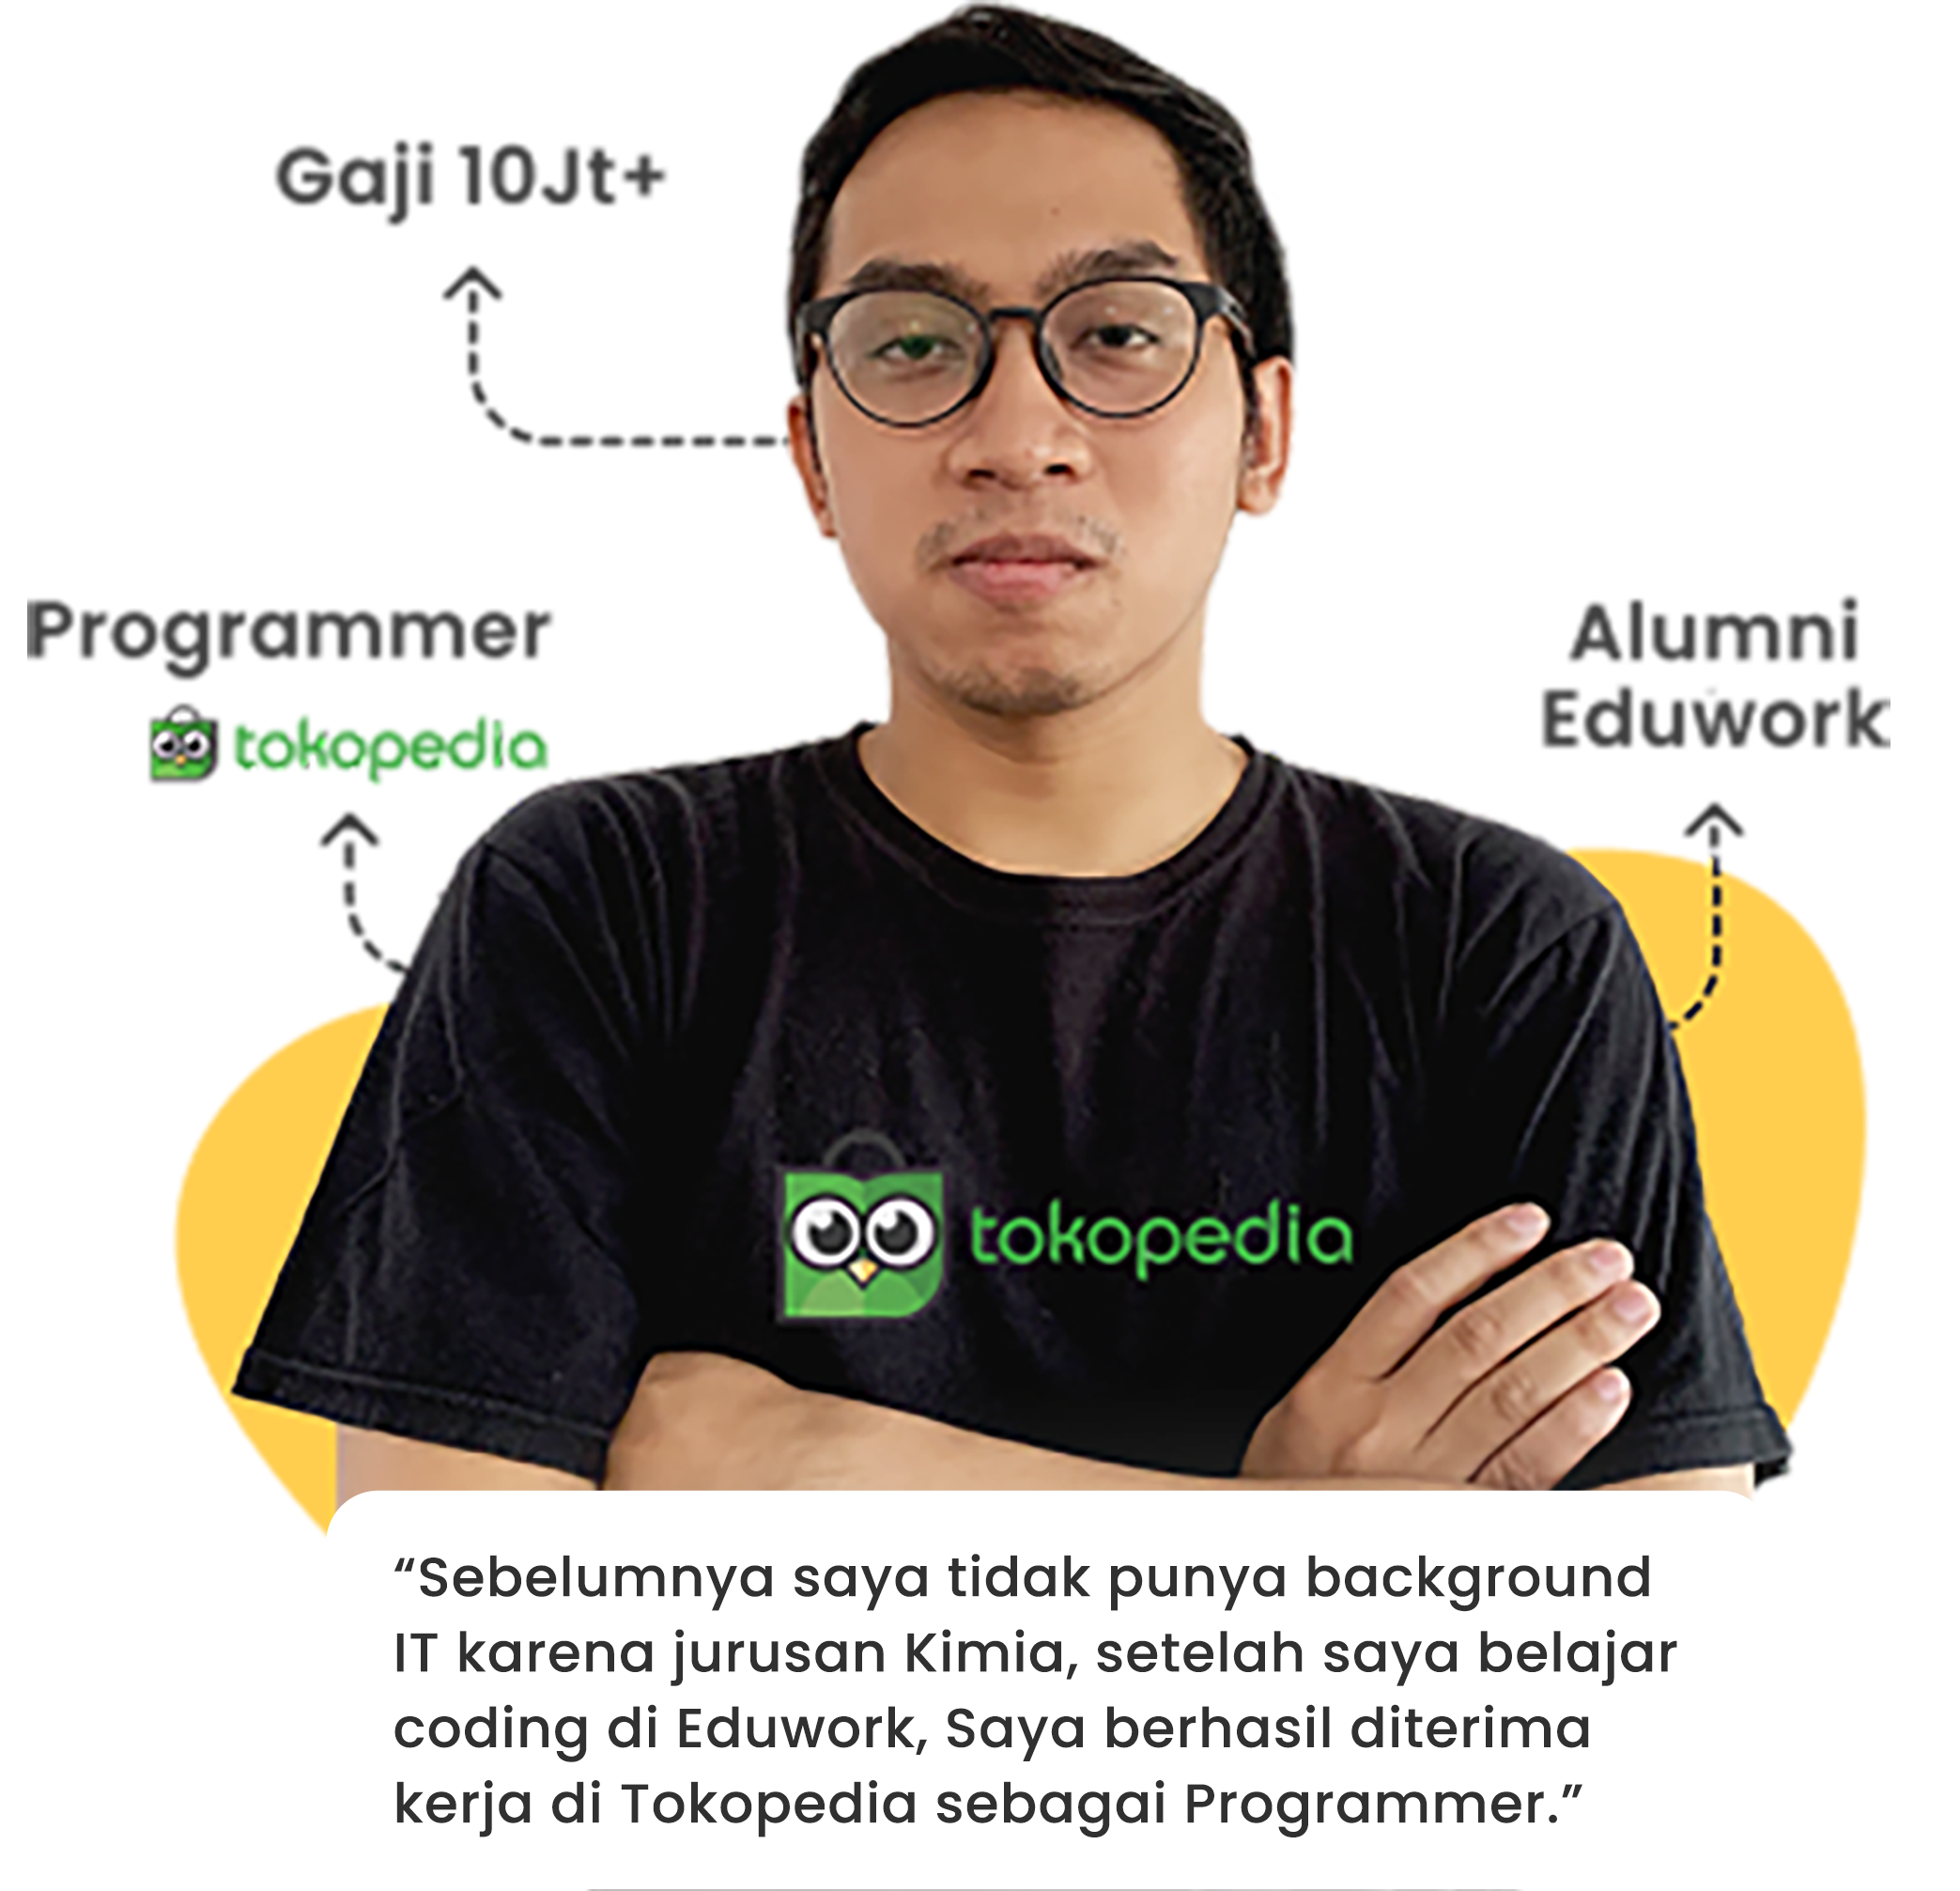 Gaji 10Jt+
Programmer
tokopedia
Alumni
Eduwork
tokopedia
“Sebelumnya saya tidak punya background
IT karena jurusan Kimia, setelah saya belajar
coding di Eduwork, Saya berhasil diterima
kerja di Tokopedia sebagai Programmer.”